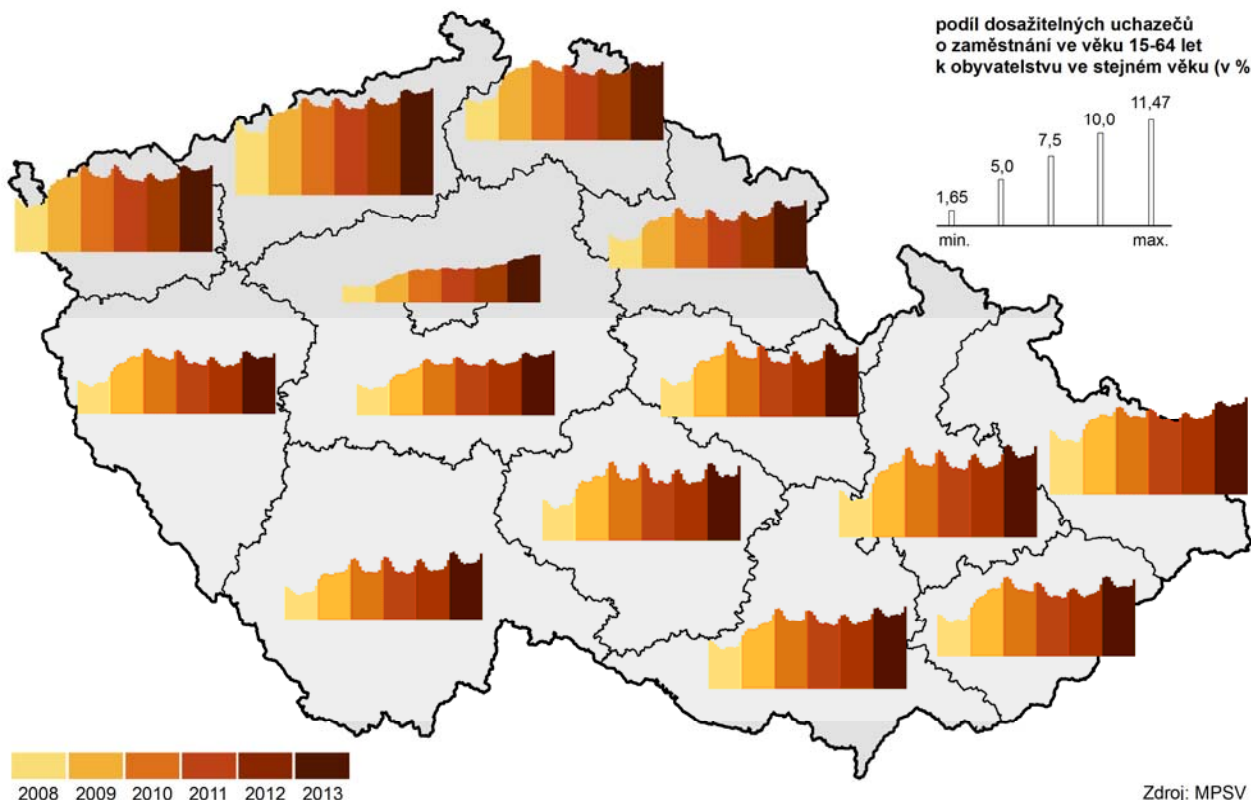 podíl dosažitelných uchazečů
o zaměstnání ve věku 15-64 let
k obyvatelstvu ve stejném věku (v %
1,65
5,0
7,5
10,0
11,47
min.
max.
2008 2009 2010 2011 2012 2013
Zdroj: MPSV